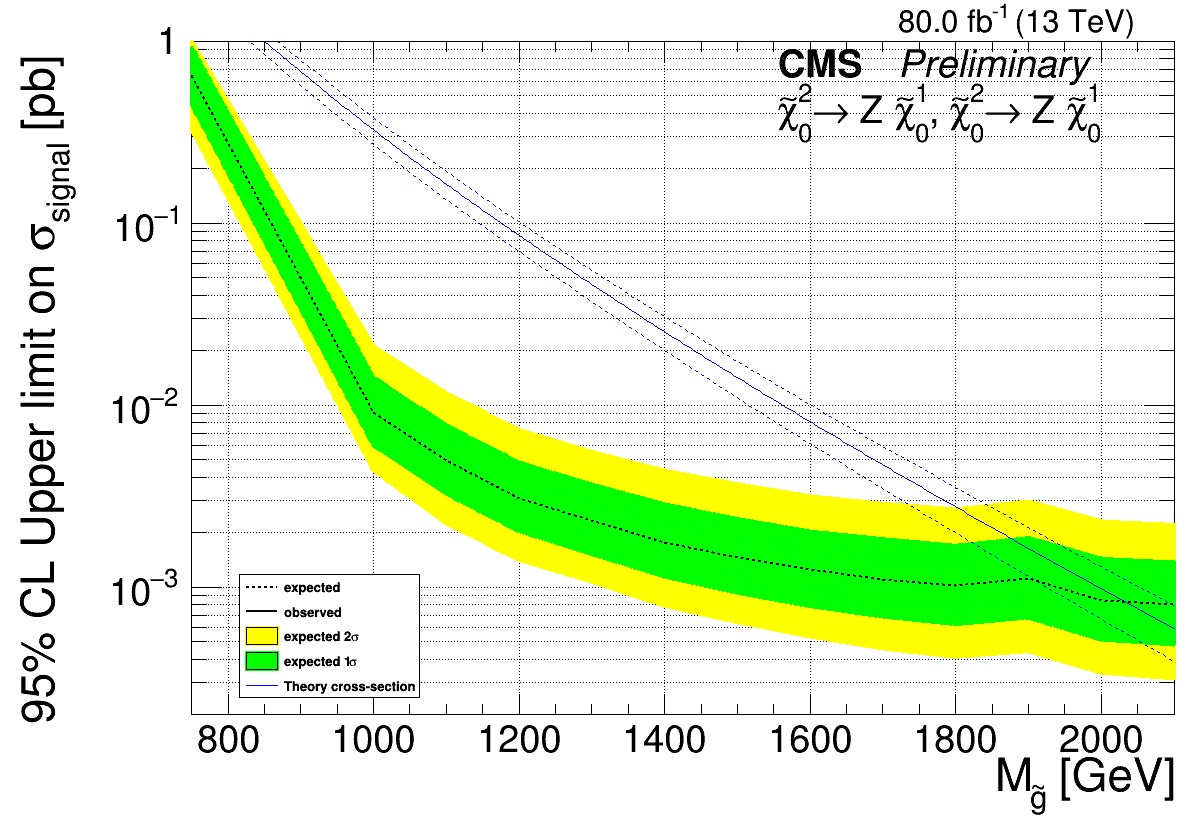 80.0 fb⁻¹ (13 TeV)
CMS Preliminary
χ̃²₀→ Z χ̃¹₀, χ̃²₀→ Z χ̃¹₀
95% CL Upper limit on σsignal [pb]
1
10⁻¹
10⁻²
10⁻³
expected
observed
expected 2σ
expected 1σ
Theory cross-section
800 1000 1200 1400 1600 1800 2000
Mg̃ [GeV]